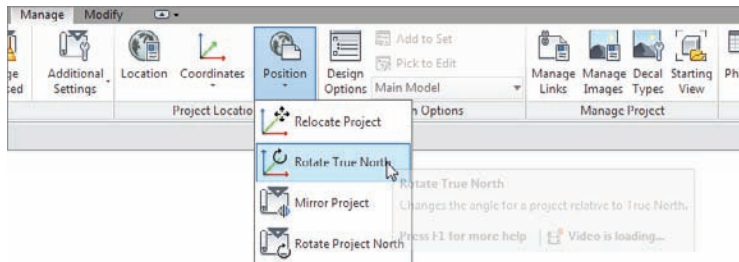 Manage Modify
ge Additional Location Coordinates Position Design Add to Set Manage Manage Decal Starting Ph
ed Settings Options Pick to Edit Links Images Types View
Main Model
Project Locatio n Options Manage Project
Relocate Project
Rotate True North
Rotate True North
Mirror Project
Changes the angle for a project relative to True North.
Rotate Project North
Press F1 for more help Video is loading...